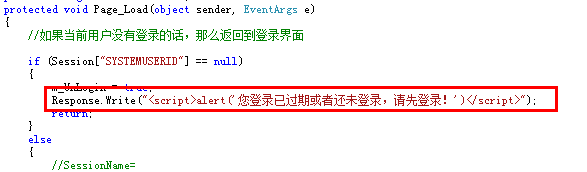 protected void Page_Load(object sender, EventArgs e)
{
//如果当前用户没有登录的话，那么返回到登录界面
if (Session["SYSTEMUSERID"] == null)
{
m_UnLogin = true;
Response.Write("<script>alert('您登录已过期或者还未登录，请先登录！')</script>");
return;
}
else
{
//SessionName=